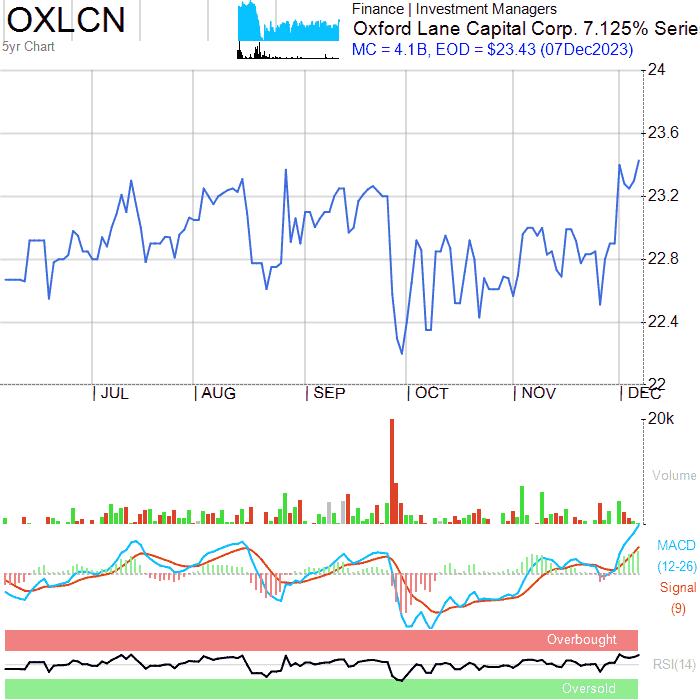 OXLCN
5yr Chart
Finance | Investment Managers
Oxford Lane Capital Corp. 7.125% Serie
MC = 4.1B, EOD = $23.43 (07Dec2023)
24
23.6
23.2
22.8
22.4
22
JUL AUG SEP OCT NOV DEC
20k
Volume
MACD
(12-26)
Signal
(9)
Overbought
RSI(14)
Oversold